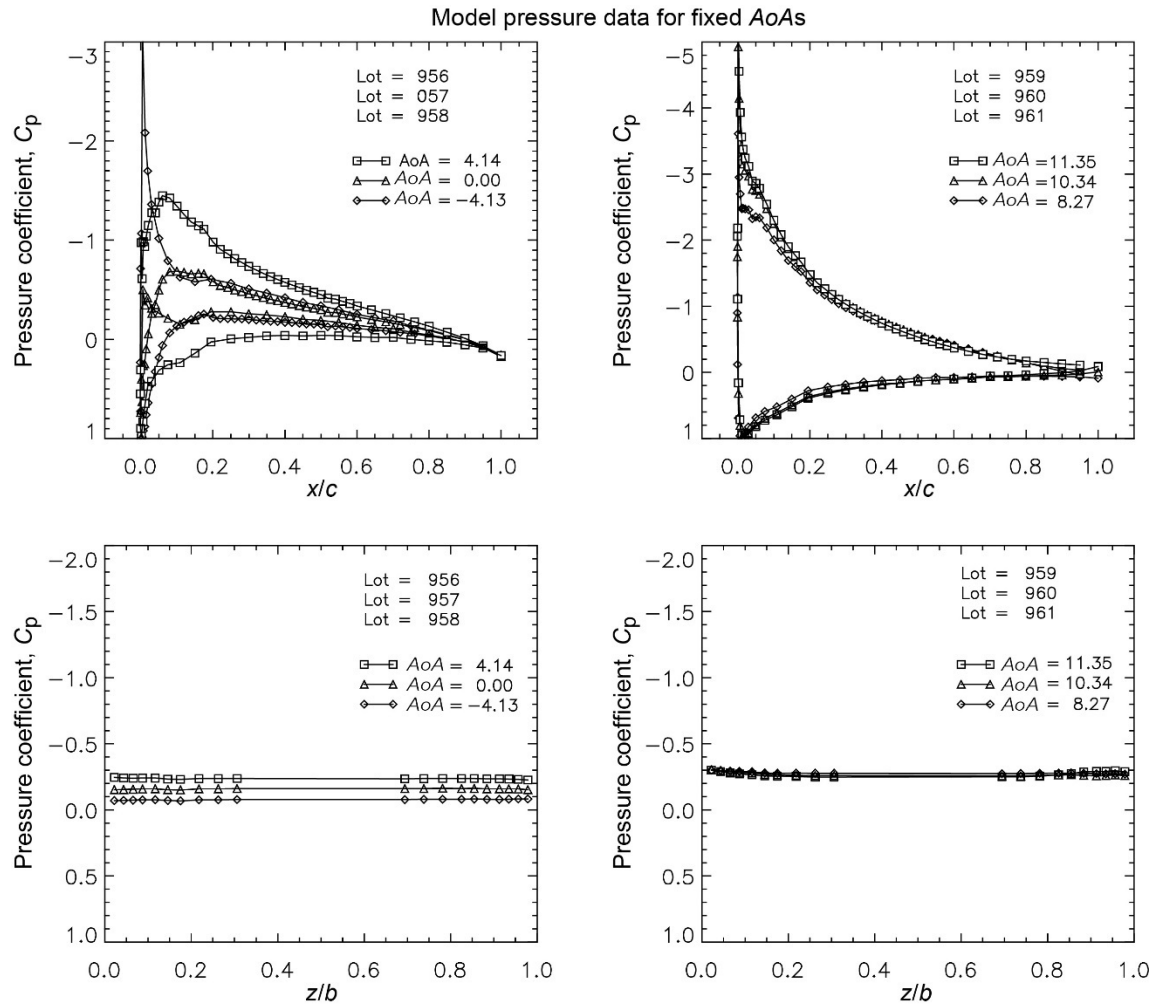 Model pressure data for fixed AoAs
Pressure coefficient, Cp
-3
-2
-1
0
1
Lot = 956
Lot = 057
Lot = 958
AoA = 4.14
AoA = 0.00
AoA = -4.13
0.0 0.2 0.4 0.6 0.8 1.0
x/c
Pressure coefficient, Cp
-5
-4
-3
-2
-1
0
1
Lot = 959
Lot = 960
Lot = 961
AoA = 11.35
AoA = 10.34
AoA = 8.27
0.0 0.2 0.4 0.6 0.8 1.0
x/c
Pressure coefficient, Cp
-2.0
-1.5
-1.0
-0.5
0.0
0.5
1.0
Lot = 956
Lot = 957
Lot = 958
AoA = 4.14
AoA = 0.00
AoA = -4.13
0.0 0.2 0.4 0.6 0.8 1.0
z/b
Pressure coefficient, Cp
-2.0
-1.5
-1.0
-0.5
0.0
0.5
1.0
Lot = 959
Lot = 960
Lot = 961
AoA = 11.35
AoA = 10.34
AoA = 8.27
0.0 0.2 0.4 0.6 0.8 1.0
z/b